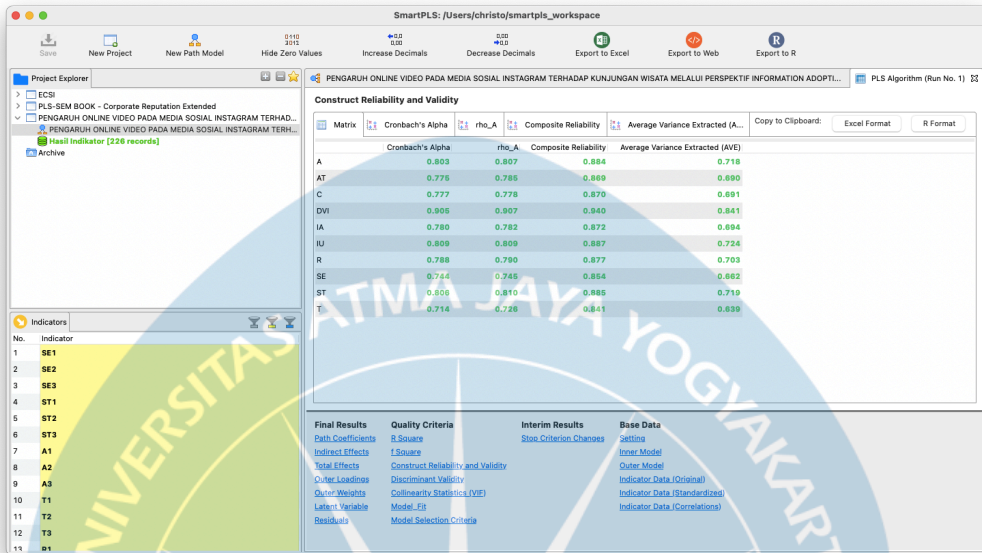 SmartPLS: /Users/christo/smartpls_workspace
Save
New Project
New Path Model
Hide Zero Values
Increase Decimals
Decrease Decimals
Export to Excel
Export to Web
Export to R
Project Explorer
ECSI
PLS-SEM BOOK - Corporate Reputation Extended
PENGARUH ONLINE VIDEO PADA MEDIA SOSIAL INSTAGRAM TERHAD...
PENGARUH ONLINE VIDEO PADA MEDIA SOSIAL INSTAGRAM TERH...
Hasil Indikator [226 records]
Archive
Indicators
No. Indicator
1 SE1
2 SE2
3 SE3
4 ST1
5 ST2
6 ST3
7 A1
8 A2
9 A3
10 T1
11 T2
12 T3
13 R1
PENGARUH ONLINE VIDEO PADA MEDIA SOSIAL INSTAGRAM TERHADAP KUNJUNGAN WISATA MELALUI PERSPEKTIF INFORMATION ADOPTI...
PLS Algorithm (Run No. 1)
Construct Reliability and Validity
Matrix
Cronbach's Alpha
rho_A
Composite Reliability
Average Variance Extracted (A...
Copy to Clipboard:
Excel Format
R Format
Cronbach's Alpha rho_A Composite Reliability Average Variance Extracted (AVE)
A 0.803 0.807 0.884 0.718
AT 0.775 0.785 0.869 0.690
C 0.777 0.778 0.870 0.691
DVI 0.905 0.907 0.940 0.841
IA 0.780 0.782 0.872 0.694
IU 0.809 0.809 0.887 0.724
R 0.788 0.790 0.877 0.703
SE 0.744 0.745 0.854 0.662
ST 0.808 0.810 0.885 0.719
T 0.714 0.726 0.841 0.639
Final Results Quality Criteria Interim Results Base Data
Path Coefficients R Square Stop Criterion Changes Setting
Indirect Effects f Square Inner Model
Total Effects Construct Reliability and Validity Outer Model
Outer Loadings Discriminant Validity Indicator Data (Original)
Outer Weights Collinearity Statistics (VIF) Indicator Data (Standardized)
Latent Variable Model_Fit Indicator Data (Correlations)
Residuals Model Selection Criteria
UNIVERSITAS ATMA JAYA YOGYAKARTA